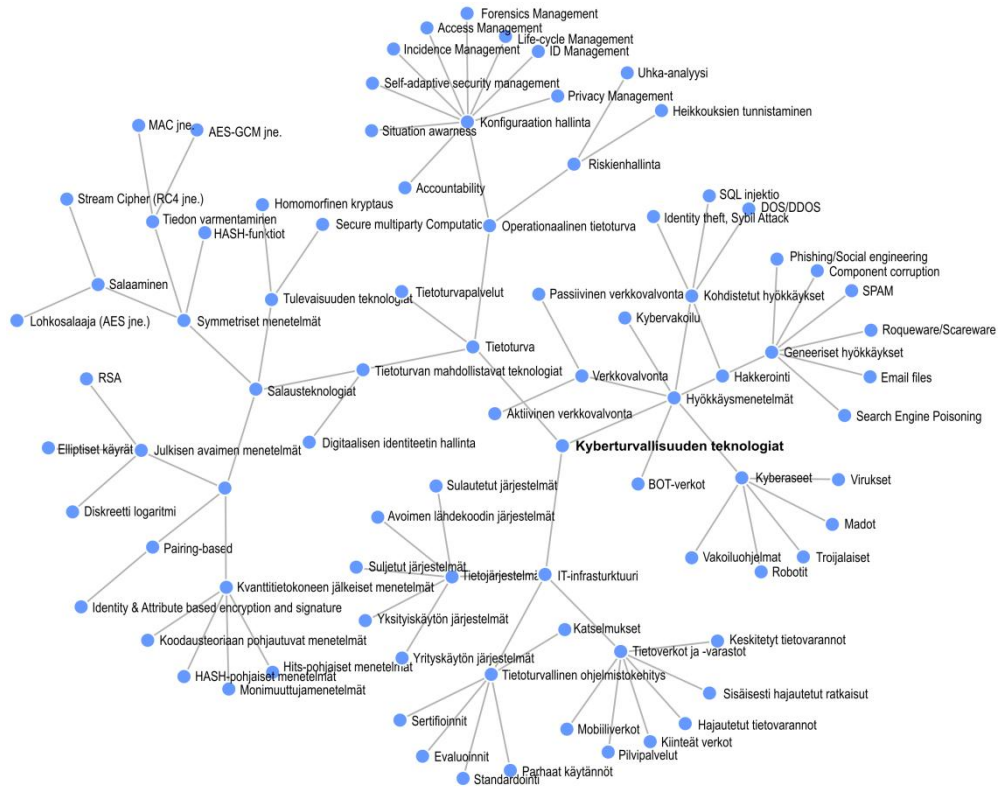 Forensics Management
Access Management
Life-cycle Management
Incidence Management
ID Management
Uhka-analyysi
Self-adaptive security management
Privacy Management
Heikkouksien tunnistaminen
MAC jne.
AES-GCM jne.
Situation awarness
Konfiguraation hallinta
Riskienhallinta
Accountability
SQL injektio
DOS/DDOS
Stream Cipher (RC4 jne.)
Homomorfinen kryptaus
Identity theft, Sybil Attack
Tiedon varmentaminen
HASH-funktiot
Secure multiparty Computatic
Operationaalinen tietoturva
Phishing/Social engineering
Component corruption
Salaaminen
Tulevaisuuden teknologiat
Tietoturvapalvelut
Passiivinen verkkovalvonta
Kohdistetut hyökkäykset
SPAM
Lohkosalaaja (AES jne.)
Symmetriset menetelmät
Kybervakoilu
Roqueware/Scareware
Tietoturva
Geneeriset hyökkäykset
RSA
Tietoturvan mahdollistavat teknologiat
Verkkovalvonta
Hakkerointi
Email files
Salausteknologiat
Hyökkäysmenetelmät
Aktiivinen verkkovalvonta
Search Engine Poisoning
Elliptiset käyrät
Julkisen avaimen menetelmät
Digitaalisen identiteetin hallinta
Kyberturvallisuuden teknologiat
Sulautetut järjestelmät
BOT-verkot
Kyberaseet
Virukset
Diskreetti logaritmi
Avoimen lähdekoodin järjestelmät
Madot
Pairing-based
Suljetut järjestelmät
Tietojärjestelmä
IT-infrasturktuuri
Vakoiluohjelmat
Troijalaiset
Robotit
Kvanttitietokoneen jälkeiset menetelmät
Identity & Attribute based encryption and signature
Yksityiskäytön järjestelmät
Katselmukset
Koodausteoriaan pohjautuvat menetelmät
Keskitetyt tietovarannot
Yrityskäytön järjestelmät
Tietoverkot ja -varastot
Hits-pohjaiset menetelmät
HASH-pohjaiset menetelmät
Tietoturvallinen ohjelmistokehitys
Monimuuttujamenetelmät
Sisäisesti hajautetut ratkaisut
Sertifioinnit
Mobiiliverkot
Hajautetut tietovarannot
Kiinteät verkot
Evaluoinnit
Pilvipalvelut
Parhaat käytännöt
Standardointi